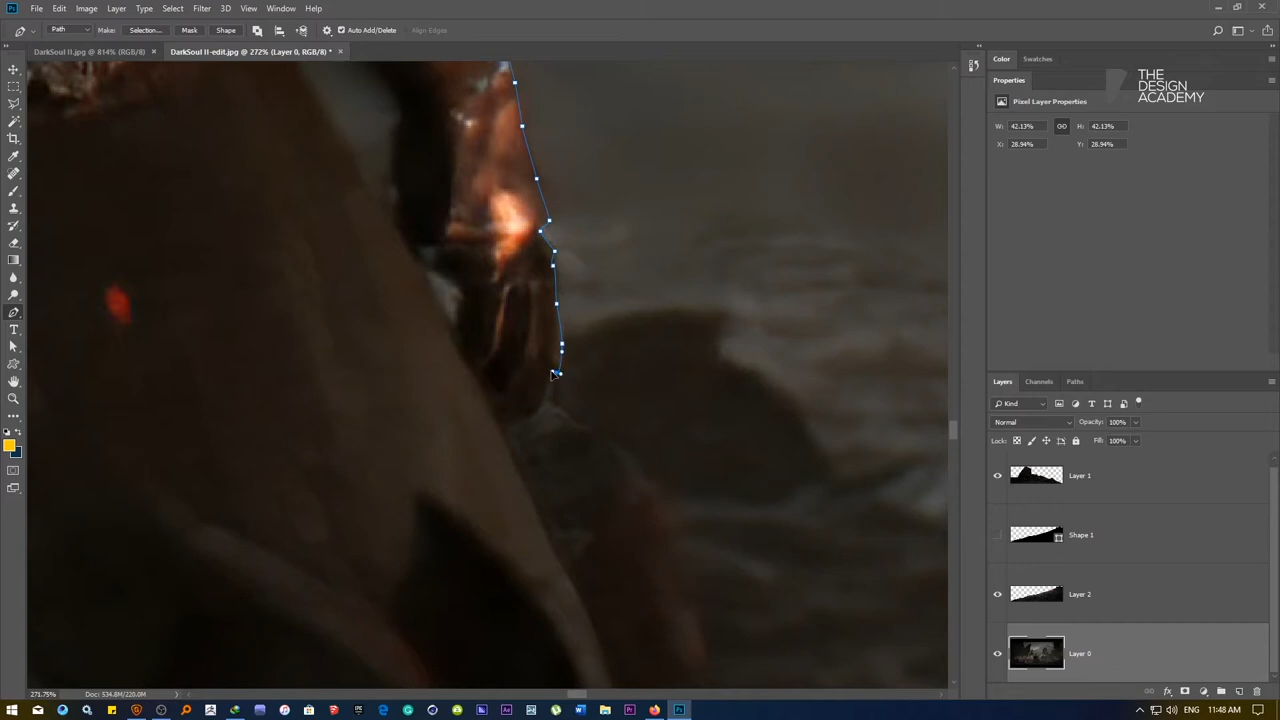 Ps File Edit Image Layer Type Select Filter 3D View Window Help
Path Makes: Selection... Mask Shape Auto Add/Delete Align Edges
DarkSoul II.jpg @ 814% (RGB/8) × DarkSoul II-edit.jpg @ 272% (Layer 0, RGB/8) * ×
Color Swatches
Properties
THE
DESIGN
ACADEMY
Pixel Layer Properties
W: 42.13% H: 42.13%
X: 28.94% Y: 28.94%
Layers Channels Paths
Kind
Normal Opacity: 100%
Lock: Fill: 100%
Layer 1
Shape 1
Layer 2
Layer 0
271.75% Doc: 534.8M/220.0M
11:48 AM